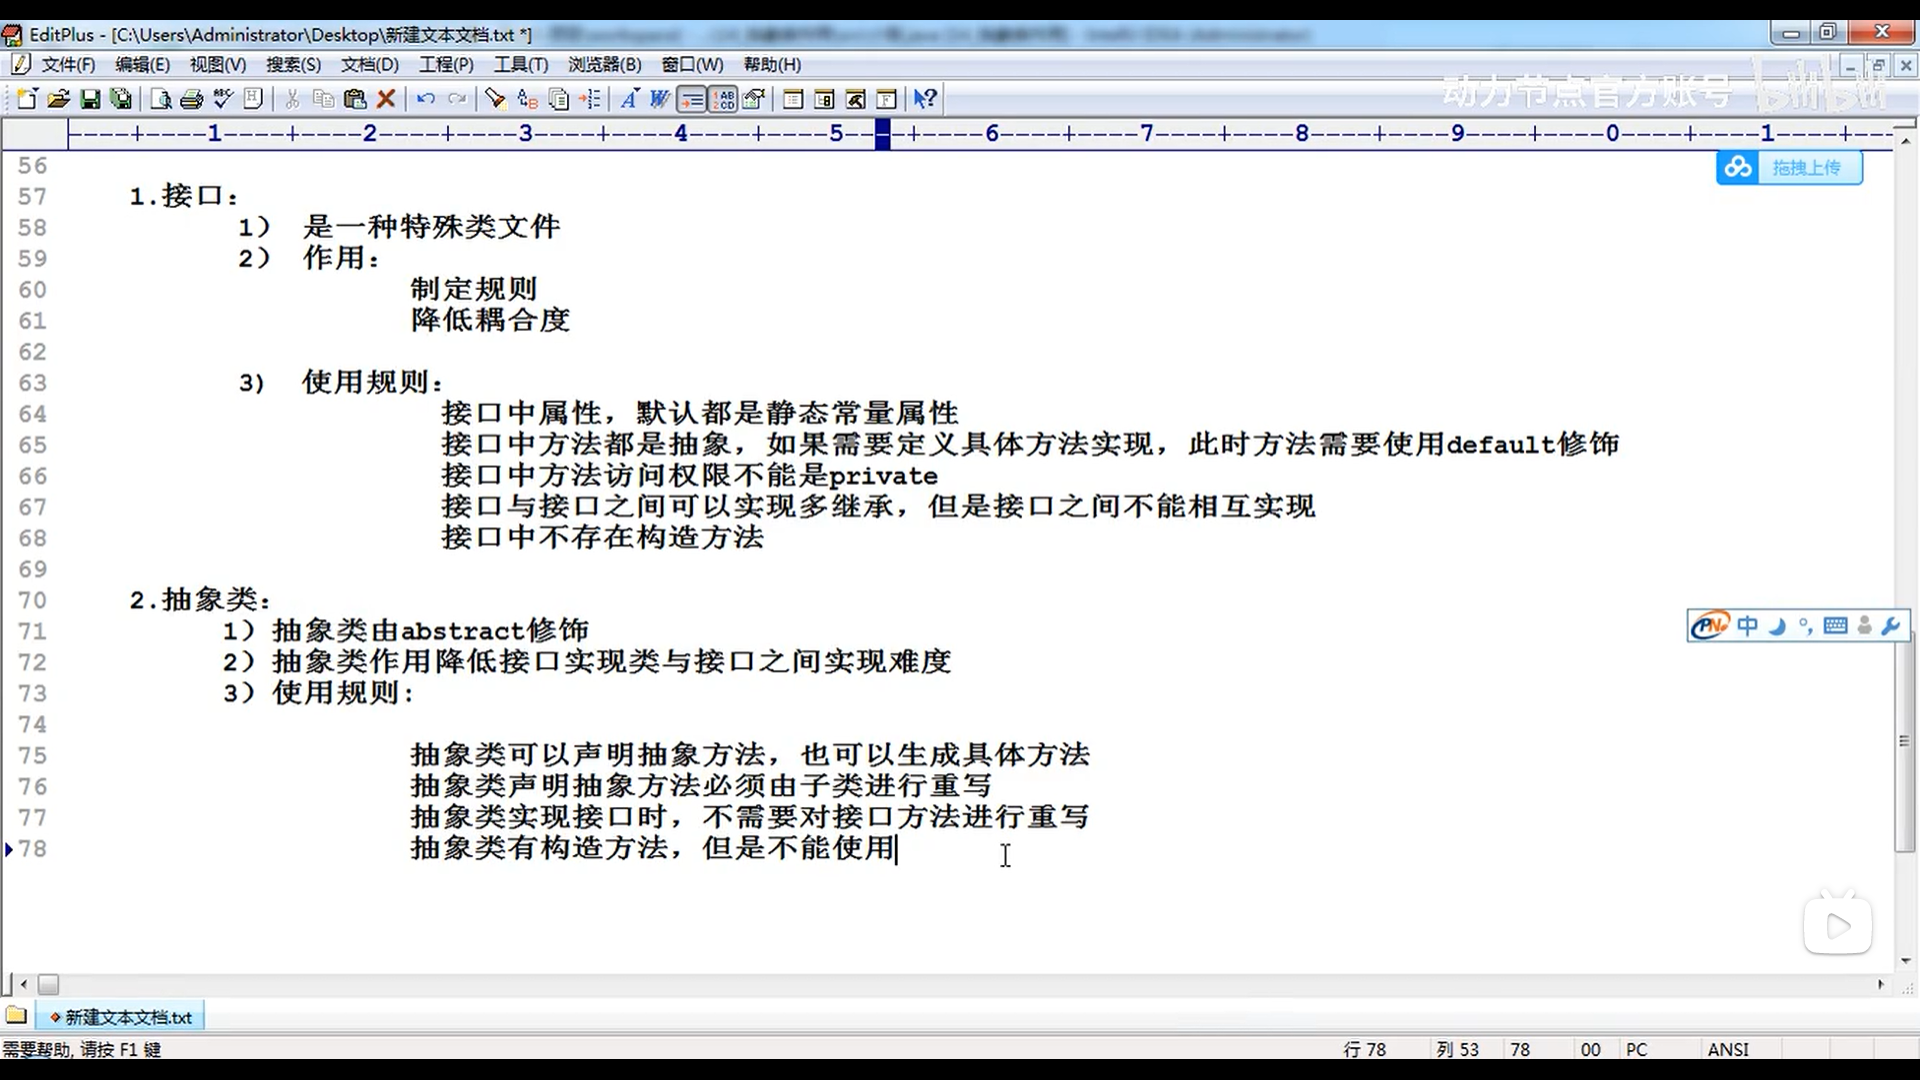 EditPlus - [C:\Users\Administrator\Desktop\新建文本文档.txt *]
文件(F) 编辑(E) 视图(V) 搜索(S) 文档(D) 工程(P) 工具(T) 浏览器(B) 窗口(W) 帮助(H)
动力节点官方账号 bilibili
----+----1----+----2----+----3----+----4----+----5----+----6----+----7----+----8----+----9----+----0----+----1----+---
拖拽上传
56
57 1.接口：
58 1） 是一种特殊类文件
59 2） 作用：
60 制定规则
61 降低耦合度
62
63 3) 使用规则：
64 接口中属性，默认都是静态常量属性
65 接口中方法都是抽象，如果需要定义具体方法实现，此时方法需要使用default修饰
66 接口中方法访问权限不能是private
67 接口与接口之间可以实现多继承，但是接口之间不能相互实现
68 接口中不存在构造方法
69
70 2.抽象类：
71 1）抽象类由abstract修饰
中
72 2）抽象类作用降低接口实现类与接口之间实现难度
73 3）使用规则:
74
75 抽象类可以声明抽象方法，也可以生成具体方法
76 抽象类声明抽象方法必须由子类进行重写
77 抽象类实现接口时，不需要对接口方法进行重写
78 抽象类有构造方法，但是不能使用
新建文本文档.txt
需要帮助, 请按 F1 键 行 78 列 53 78 00 PC ANSI